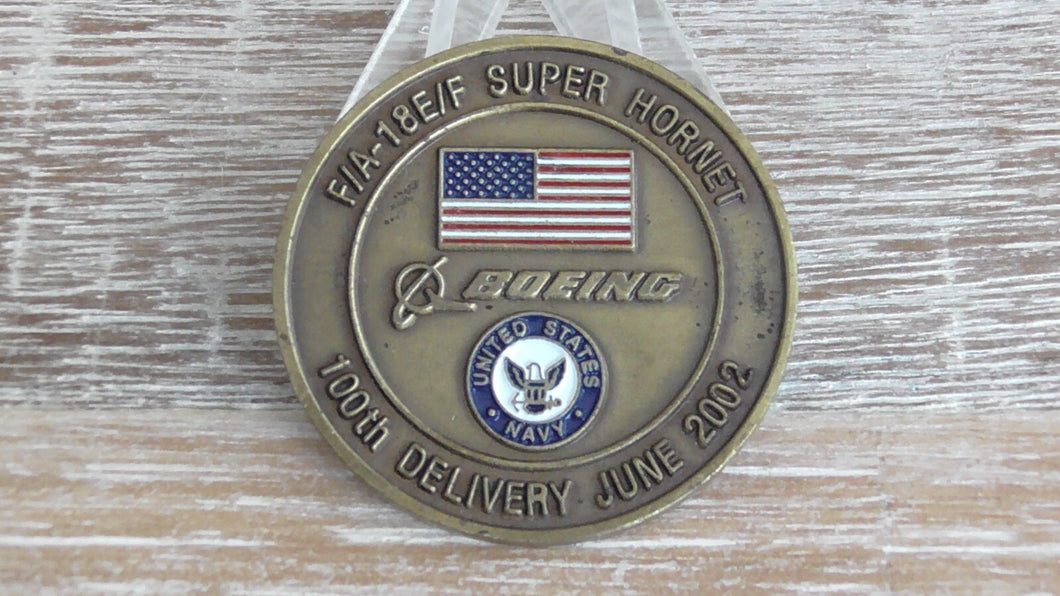 F/A-18E/F SUPER HORNET
BOEING
UNITED STATES
NAVY
100th DELIVERY JUNE 2002